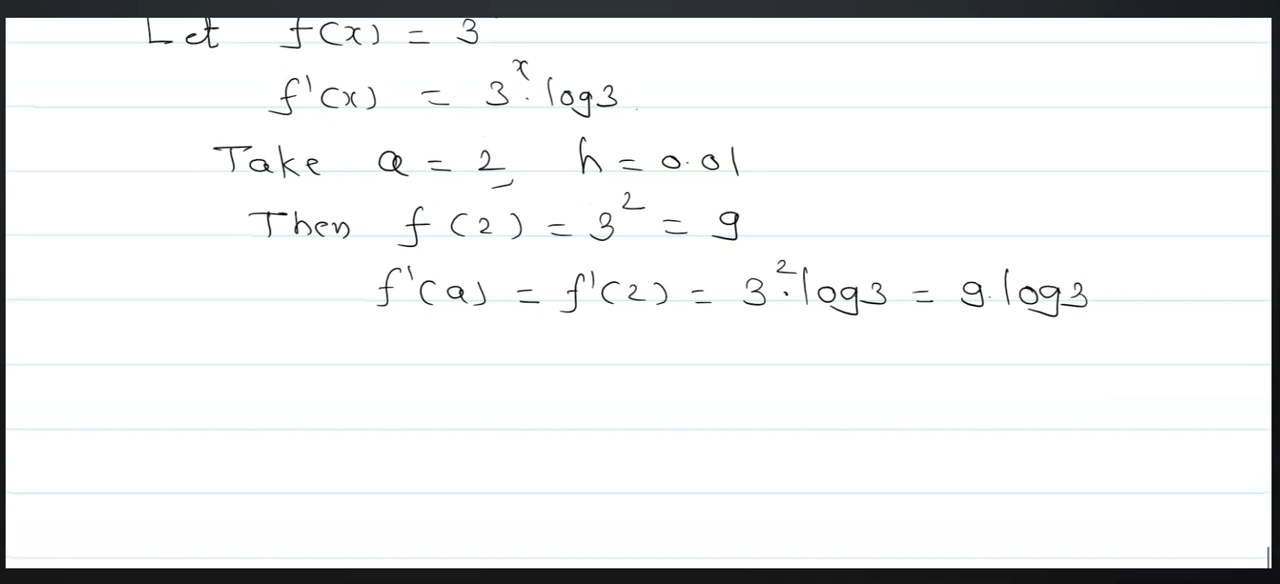 Let f(x) = 3
f'(x) = 3^x . log3
Take a = 2, h = 0.01
Then f(2) = 3^2 = 9
f'(a) = f'(2) = 3^2 . log3 = 9. log3